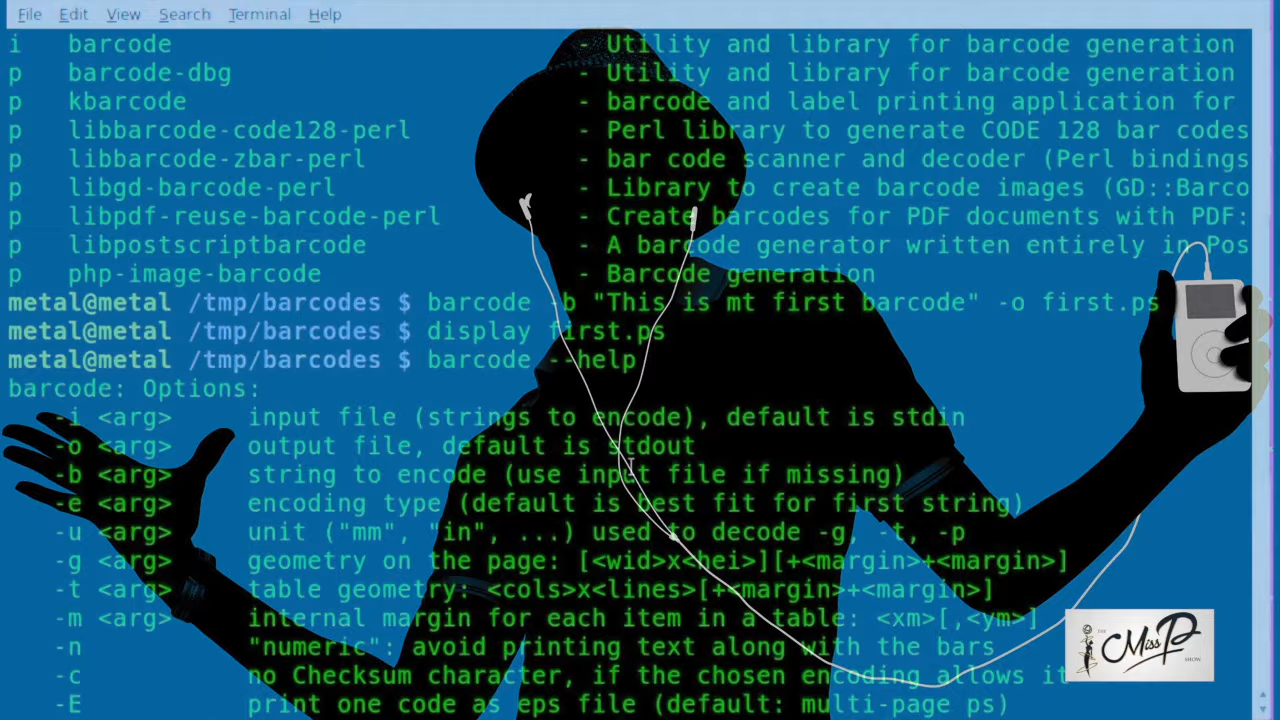 File Edit View Search Terminal Help
i barcode - Utility and library for barcode generation
p barcode-dbg - Utility and library for barcode generation
p kbarcode - barcode and label printing application for
p libbarcode-code128-perl - Perl library to generate CODE 128 bar codes
p libbarcode-zbar-perl - bar code scanner and decoder (Perl bindings
p libgd-barcode-perl - Library to create barcode images (GD::Barco
p libpdf-reuse-barcode-perl - Create barcodes for PDF documents with PDF:
p libpostscriptbarcode - A barcode generator written entirely in Pos
p php-image-barcode - Barcode generation
metal@metal /tmp/barcodes $ barcode -b "This is mt first barcode" -o first.ps
metal@metal /tmp/barcodes $ display first.ps
metal@metal /tmp/barcodes $ barcode --help
barcode: Options:
-i <arg> input file (strings to encode), default is stdin
-o <arg> output file, default is stdout
-b <arg> string to encode (use input file if missing)
-e <arg> encoding type (default is best fit for first string)
-u <arg> unit ("mm", "in", ...) used to decode -g, -t, -p
-g <arg> geometry on the page: [<wid>x<hei>][+<margin>+<margin>]
-t <arg> table geometry: <cols>x<lines>[+<margin>+<margin>]
-m <arg> internal margin for each item in a table: <xm>[,<ym>]
-n "numeric": avoid printing text along with the bars
-c no Checksum character, if the chosen encoding allows it
-E print one code as eps file (default: multi-page ps)
THE
Miss P
SHOW